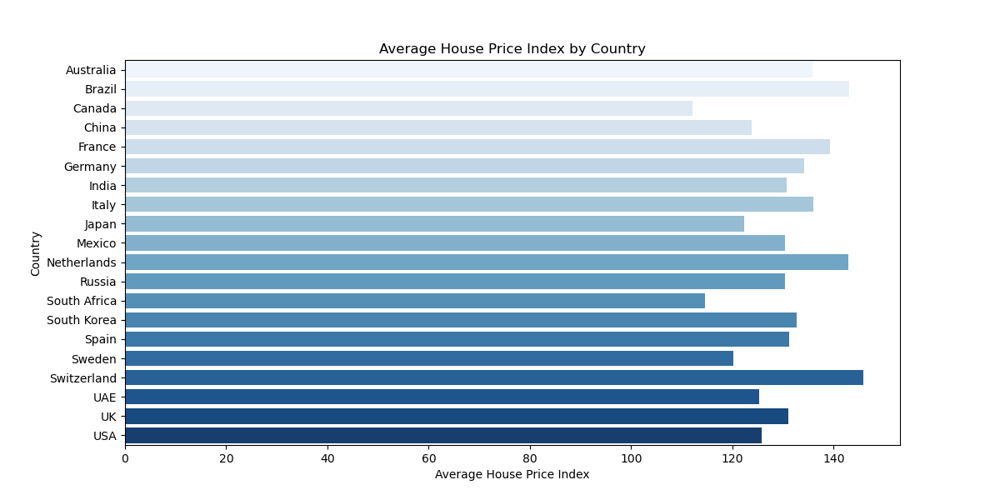 Average House Price Index by Country
Country
Australia
Brazil
Canada
China
France
Germany
India
Italy
Japan
Mexico
Netherlands
Russia
South Africa
South Korea
Spain
Sweden
Switzerland
UAE
UK
USA
0 20 40 60 80 100 120 140
Average House Price Index